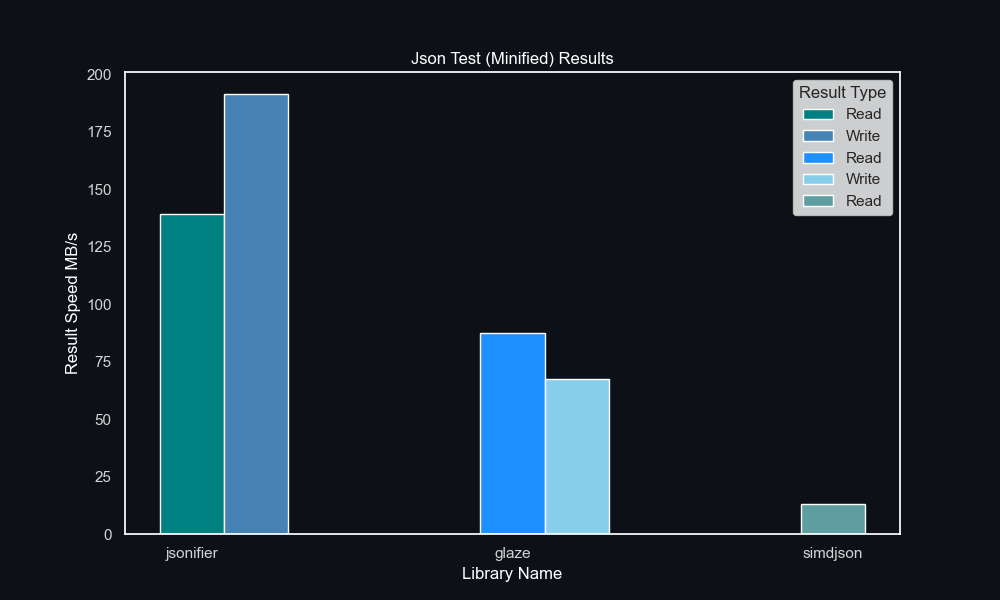 Json Test (Minified) Results
Result Speed MB/s
200
175
150
125
100
75
50
25
0
Result Type
Read
Write
Read
Write
Read
jsonifier
glaze
simdjson
Library Name